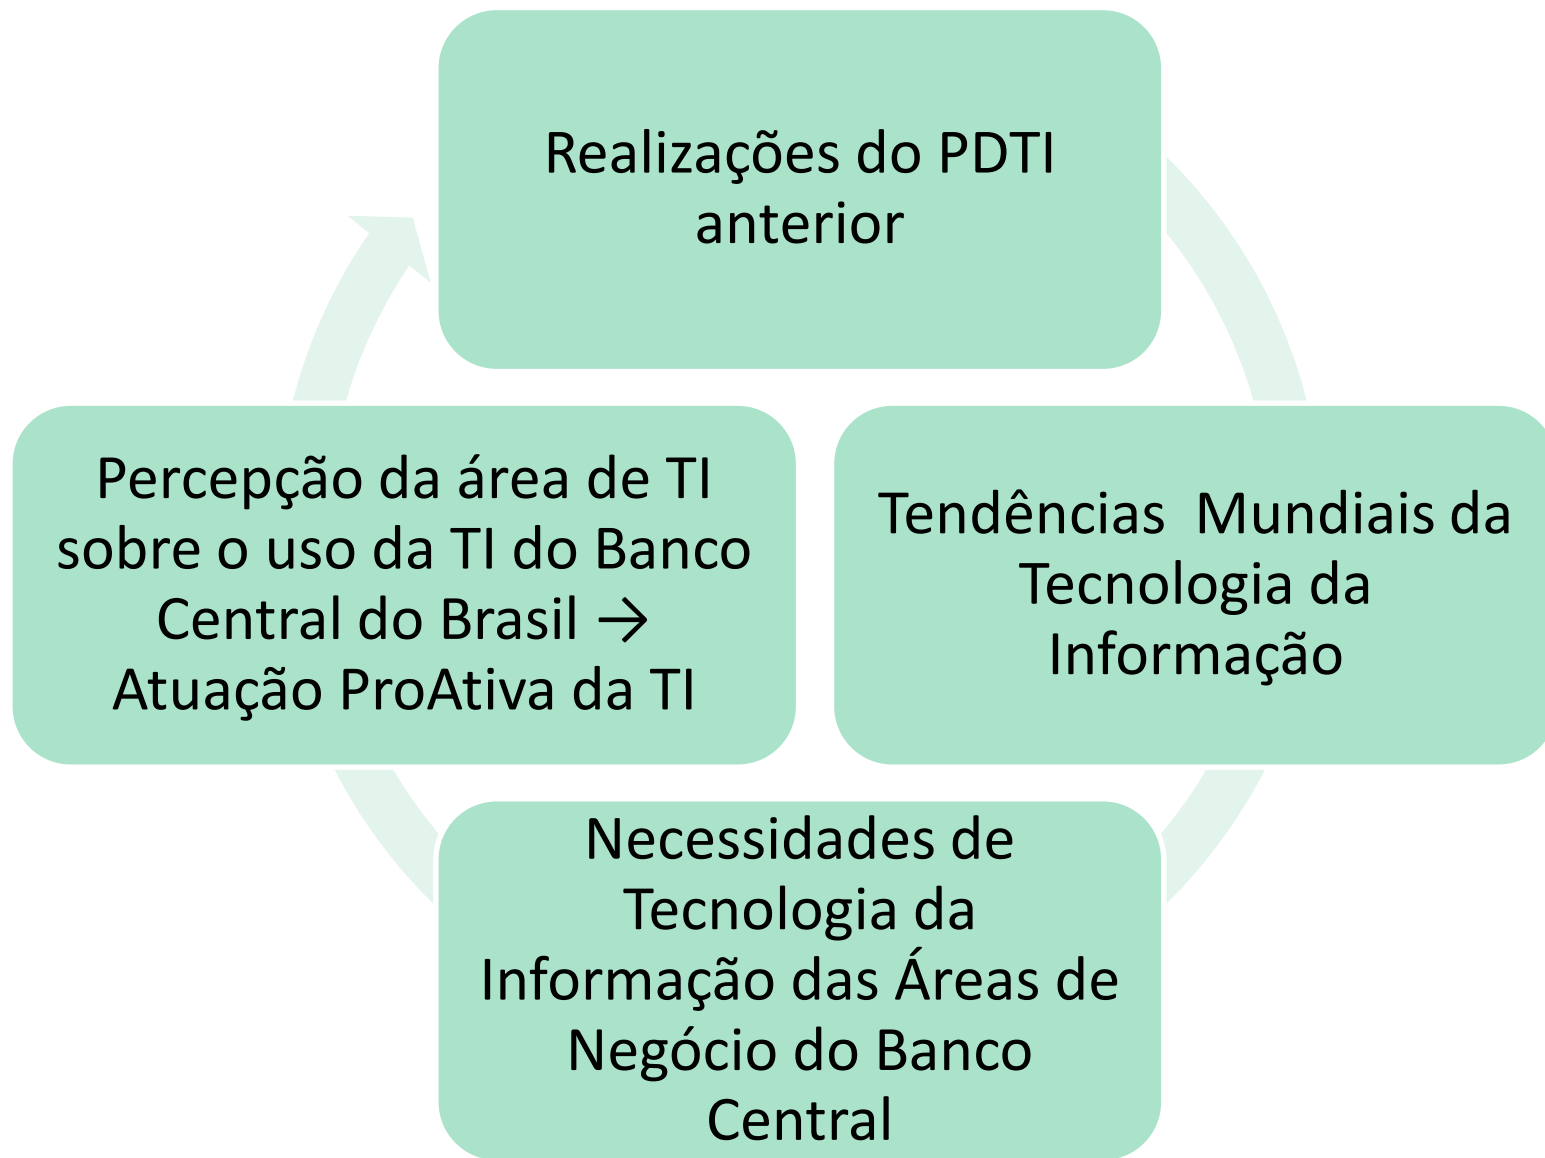 Realizações do PDTI
anterior
Percepção da área de TI
sobre o uso da TI do Banco
Central do Brasil →
Atuação ProAtiva da TI
Tendências  Mundiais da
Tecnologia da
Informação
Necessidades de
Tecnologia da
Informação das Áreas de
Negócio do Banco
Central